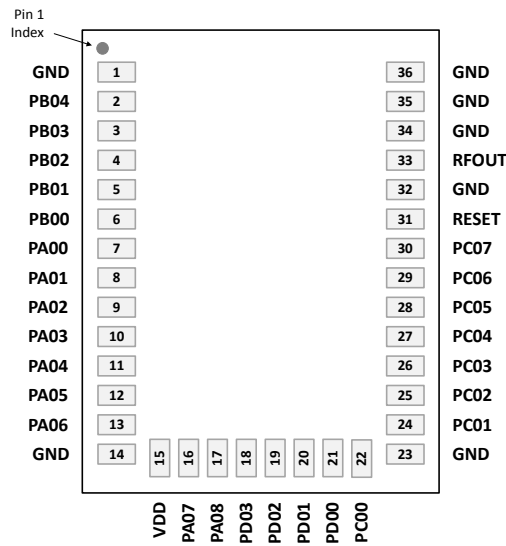 Pin 1
Index
GND 1 36 GND
PB04 2 35 GND
PB03 3 34 GND
PB02 4 33 RFOUT
PB01 5 32 GND
PB00 6 31 RESET
PA00 7 30 PC07
PA01 8 29 PC06
PA02 9 28 PC05
PA03 10 27 PC04
PA04 11 26 PC03
PA05 12 25 PC02
PA06 13 24 PC01
GND 14 15 16 17 18 19 20 21 22 23 GND
VDD PA07 PA08 PD03 PD02 PD01 PD00 PC00